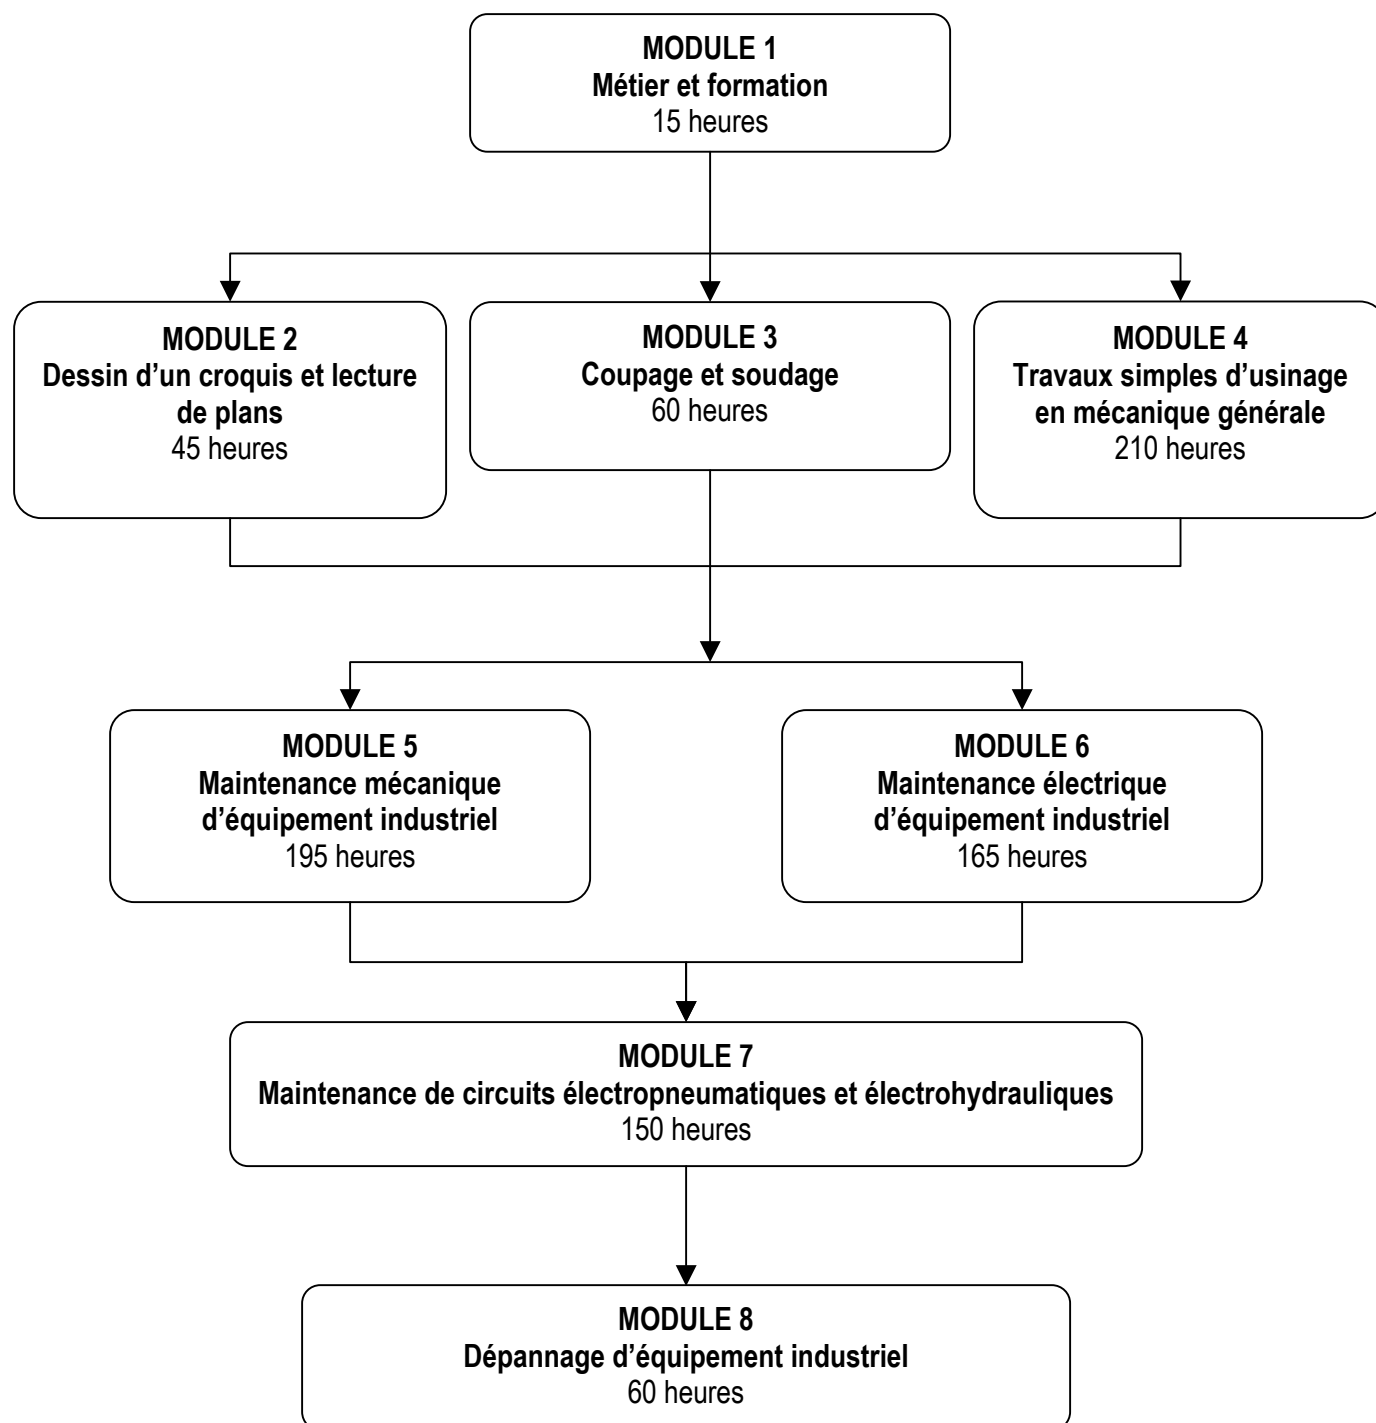 MODULE 1
Métier et formation
15 heures
MODULE 2
Dessin d’un croquis et lecture
de plans
45 heures
MODULE 3
Coupage et soudage
60 heures
MODULE 4
Travaux simples d’usinage
en mécanique générale
210 heures
MODULE 5
Maintenance mécanique
d’équipement industriel
195 heures
MODULE 6
Maintenance électrique
d’équipement industriel
165 heures
MODULE 7
Maintenance de circuits électropneumatiques et électrohydrauliques
150 heures
MODULE 8
Dépannage d’équipement industriel
60 heures